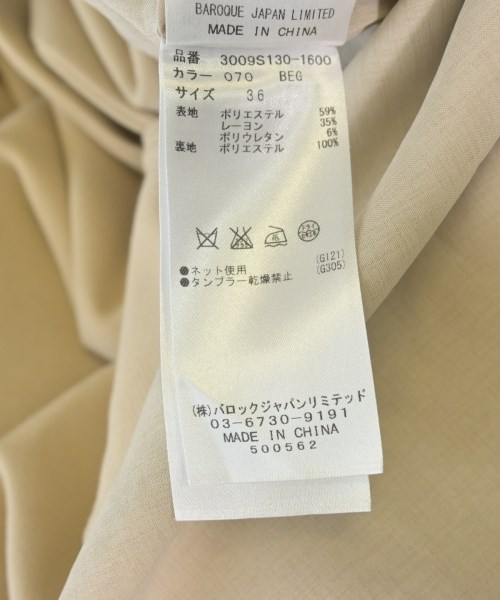 BAROQUE JAPAN LIMITED
MADE IN CHINA
品番 3009S130-1600
カラー 070 BEG
サイズ 36
表地 ポリエステル 59%
レーヨン 35%
ポリウレタン 6%
裏地 ポリエステル 100%
●ネット使用 (G121)
●タンブラー乾燥禁止 (G305)
(株)バロックジャパンリミテッド
03-6730-9191
MADE IN CHINA
500562